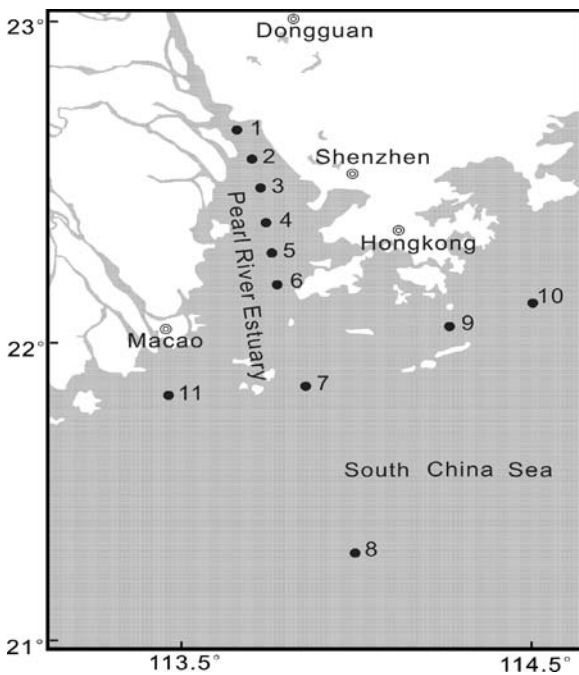 23°
Dongguan
1
2
Shenzhen
3
4
Pearl River Estuary
Hongkong
5
6
10
9
22°
Macao
7
11
South China Sea
8
21°
113.5°
114.5°